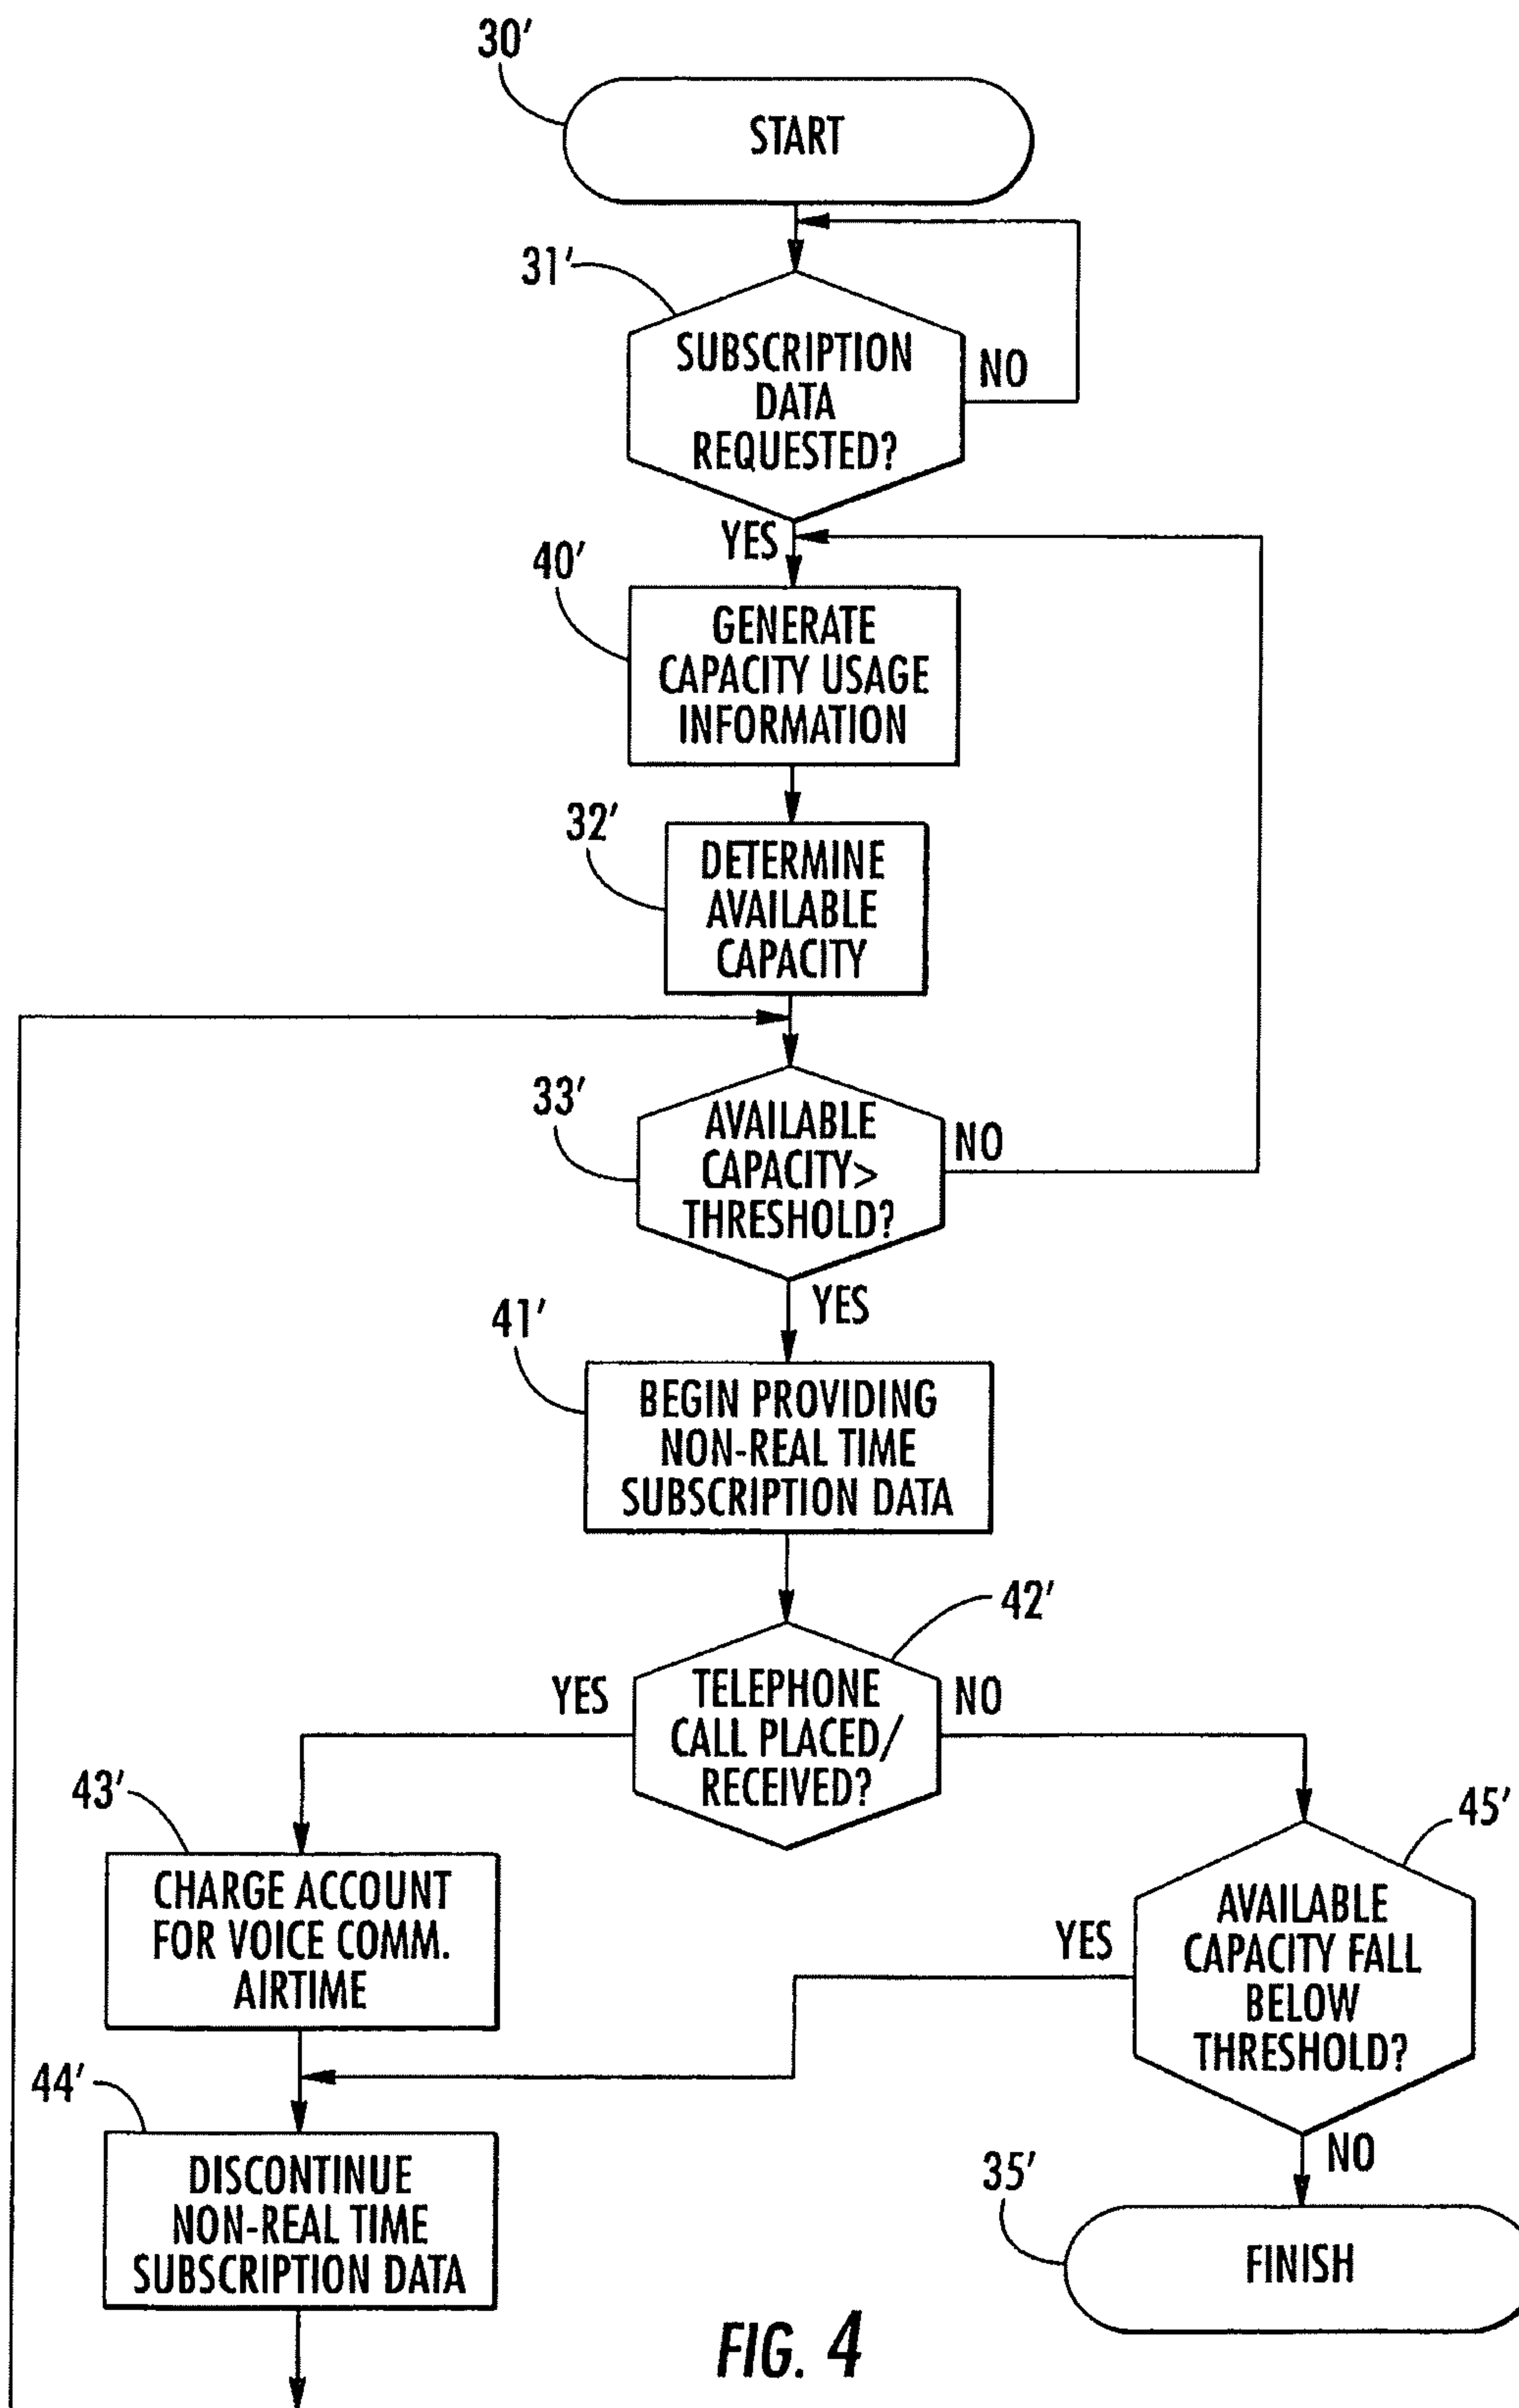 30'
START
31'
SUBSCRIPTION
DATA
REQUESTED?
NO
YES
40'
GENERATE
CAPACITY USAGE
INFORMATION
32'
DETERMINE
AVAILABLE
CAPACITY
33'
AVAILABLE
CAPACITY>
THRESHOLD?
NO
YES
41'
BEGIN PROVIDING
NON-REAL TIME
SUBSCRIPTION DATA
42'
YES
TELEPHONE
CALL PLACED/
RECEIVED?
NO
43'
CHARGE ACCOUNT
FOR VOICE COMM.
AIRTIME
45'
YES
AVAILABLE
CAPACITY FALL
BELOW
THRESHOLD?
NO
44'
DISCONTINUE
NON-REAL TIME
SUBSCRIPTION DATA
35'
FINISH
FIG. 4